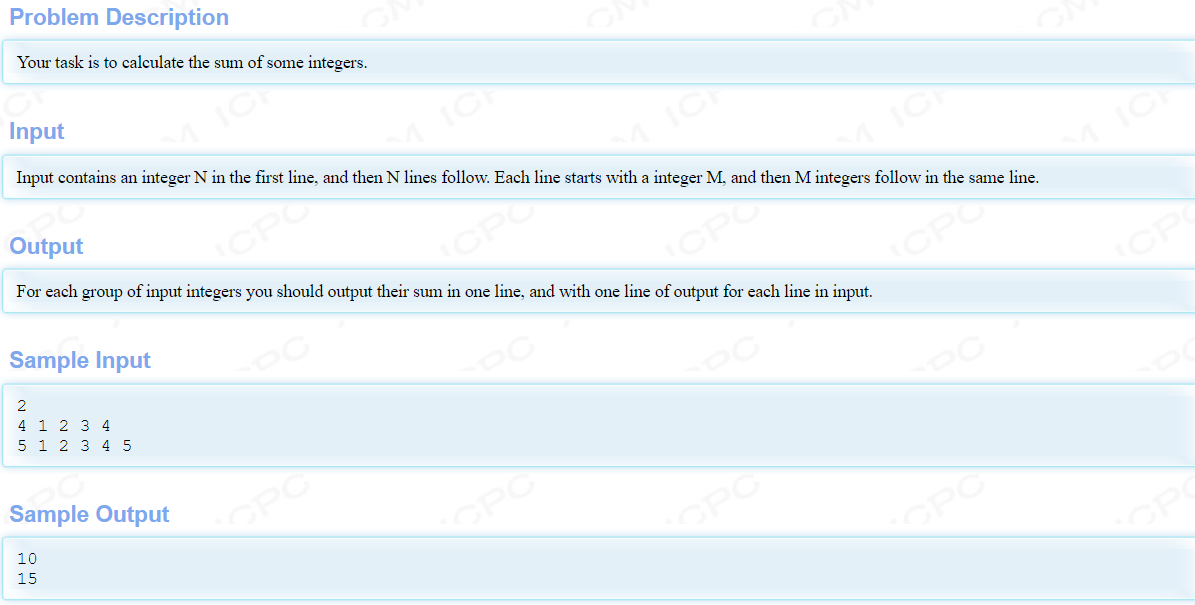 Problem Description
Your task is to calculate the sum of some integers.
Input
Input contains an integer N in the first line, and then N lines follow. Each line starts with a integer M, and then M integers follow in the same line.
Output
For each group of input integers you should output their sum in one line, and with one line of output for each line in input.
Sample Input
2
4 1 2 3 4
5 1 2 3 4 5
Sample Output
10
15